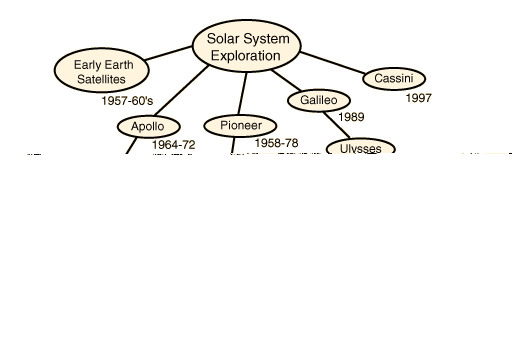 Solar System
Exploration
Early Earth
Satellites
1957-60's
Cassini
1997
Galileo
1989
Apollo
1964-72
Pioneer
1958-78
Ulysses